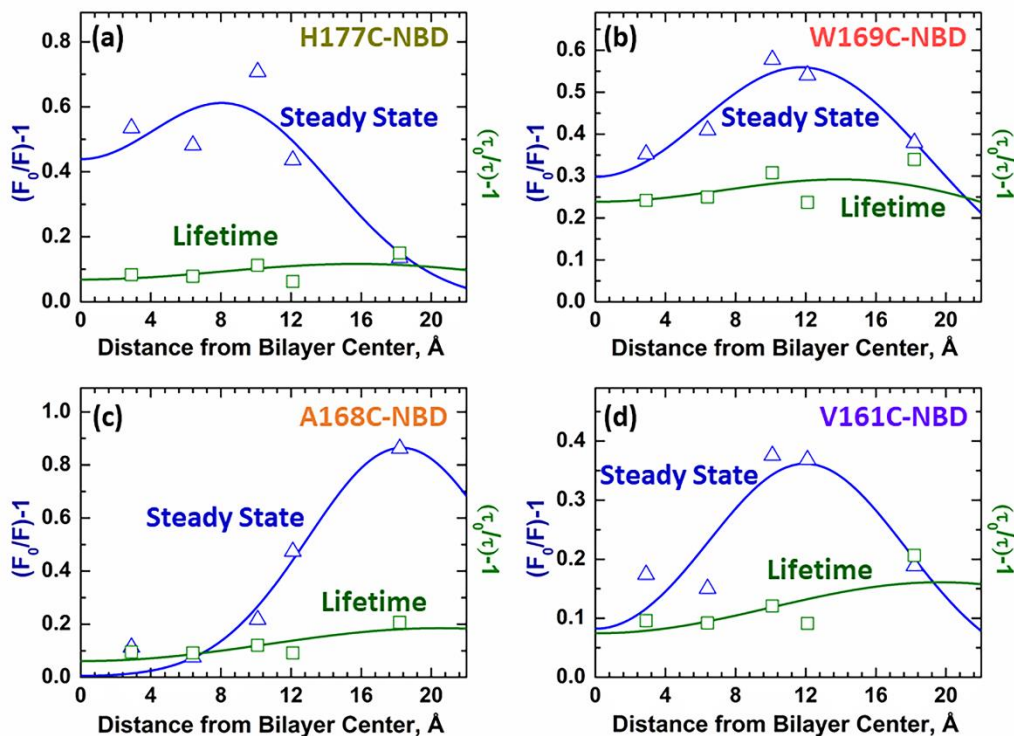 (a)
H177C-NBD
Steady State
Lifetime
(F₀/F)-1
0.8
0.6
0.4
0.2
0.0
0 4 8 12 16 20
Distance from Bilayer Center, Å
(b)
W169C-NBD
Steady State
Lifetime
(F₀/F)-1
(τ₀/τ)-1
0.6
0.5
0.4
0.3
0.2
0.1
0.0
0 4 8 12 16 20
Distance from Bilayer Center, Å
(c)
A168C-NBD
Steady State
Lifetime
(F₀/F)-1
1.0
0.8
0.6
0.4
0.2
0.0
0 4 8 12 16 20
Distance from Bilayer Center, Å
(d)
V161C-NBD
Steady State
Lifetime
(F₀/F)-1
(τ₀/τ)-1
0.4
0.3
0.2
0.1
0.0
0 4 8 12 16 20
Distance from Bilayer Center, Å